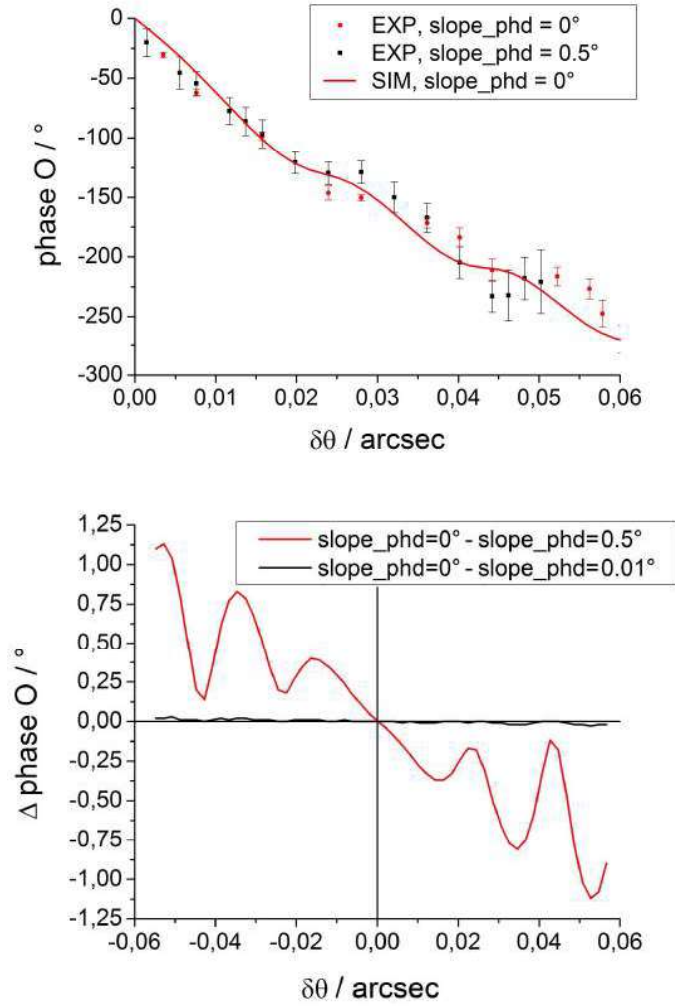 0
-50
-100
-150
-200
-250
-300
phase O / °
EXP, slope_phd = 0°
EXP, slope_phd = 0.5°
SIM, slope_phd = 0°
0,00 0,01 0,02 0,03 0,04 0,05 0,06
δθ / arcsec
1,25
1,00
0,75
0,50
0,25
0,00
-0,25
-0,50
-0,75
-1,00
-1,25
Δ phase O / °
slope_phd=0° - slope_phd=0.5°
slope_phd=0° - slope_phd=0.01°
-0,06 -0,04 -0,02 0,00 0,02 0,04 0,06
δθ / arcsec